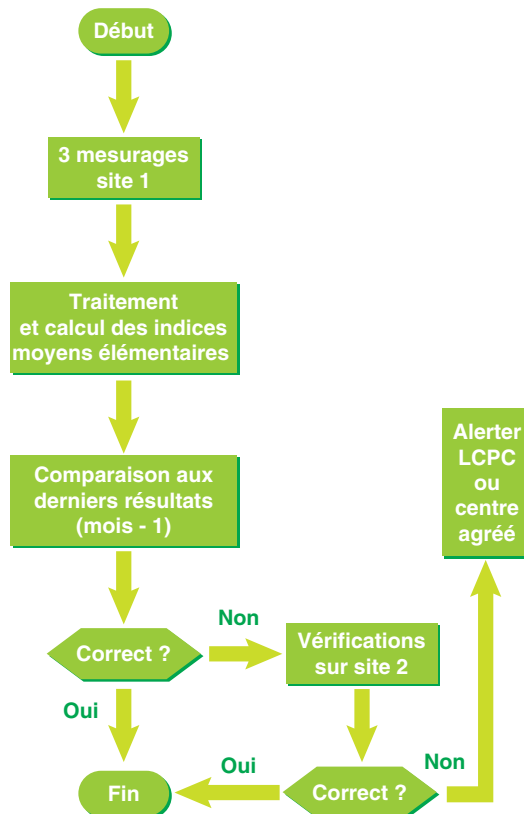 Début
3 mesurages
site 1
Traitement
et calcul des indices
moyens élémentaires
Comparaison aux
derniers résultats
(mois - 1)
Correct ?
Non
Vérifications
sur site 2
Oui
Fin
Oui
Correct ?
Non
Alerter
LCPC
ou
centre
agréé